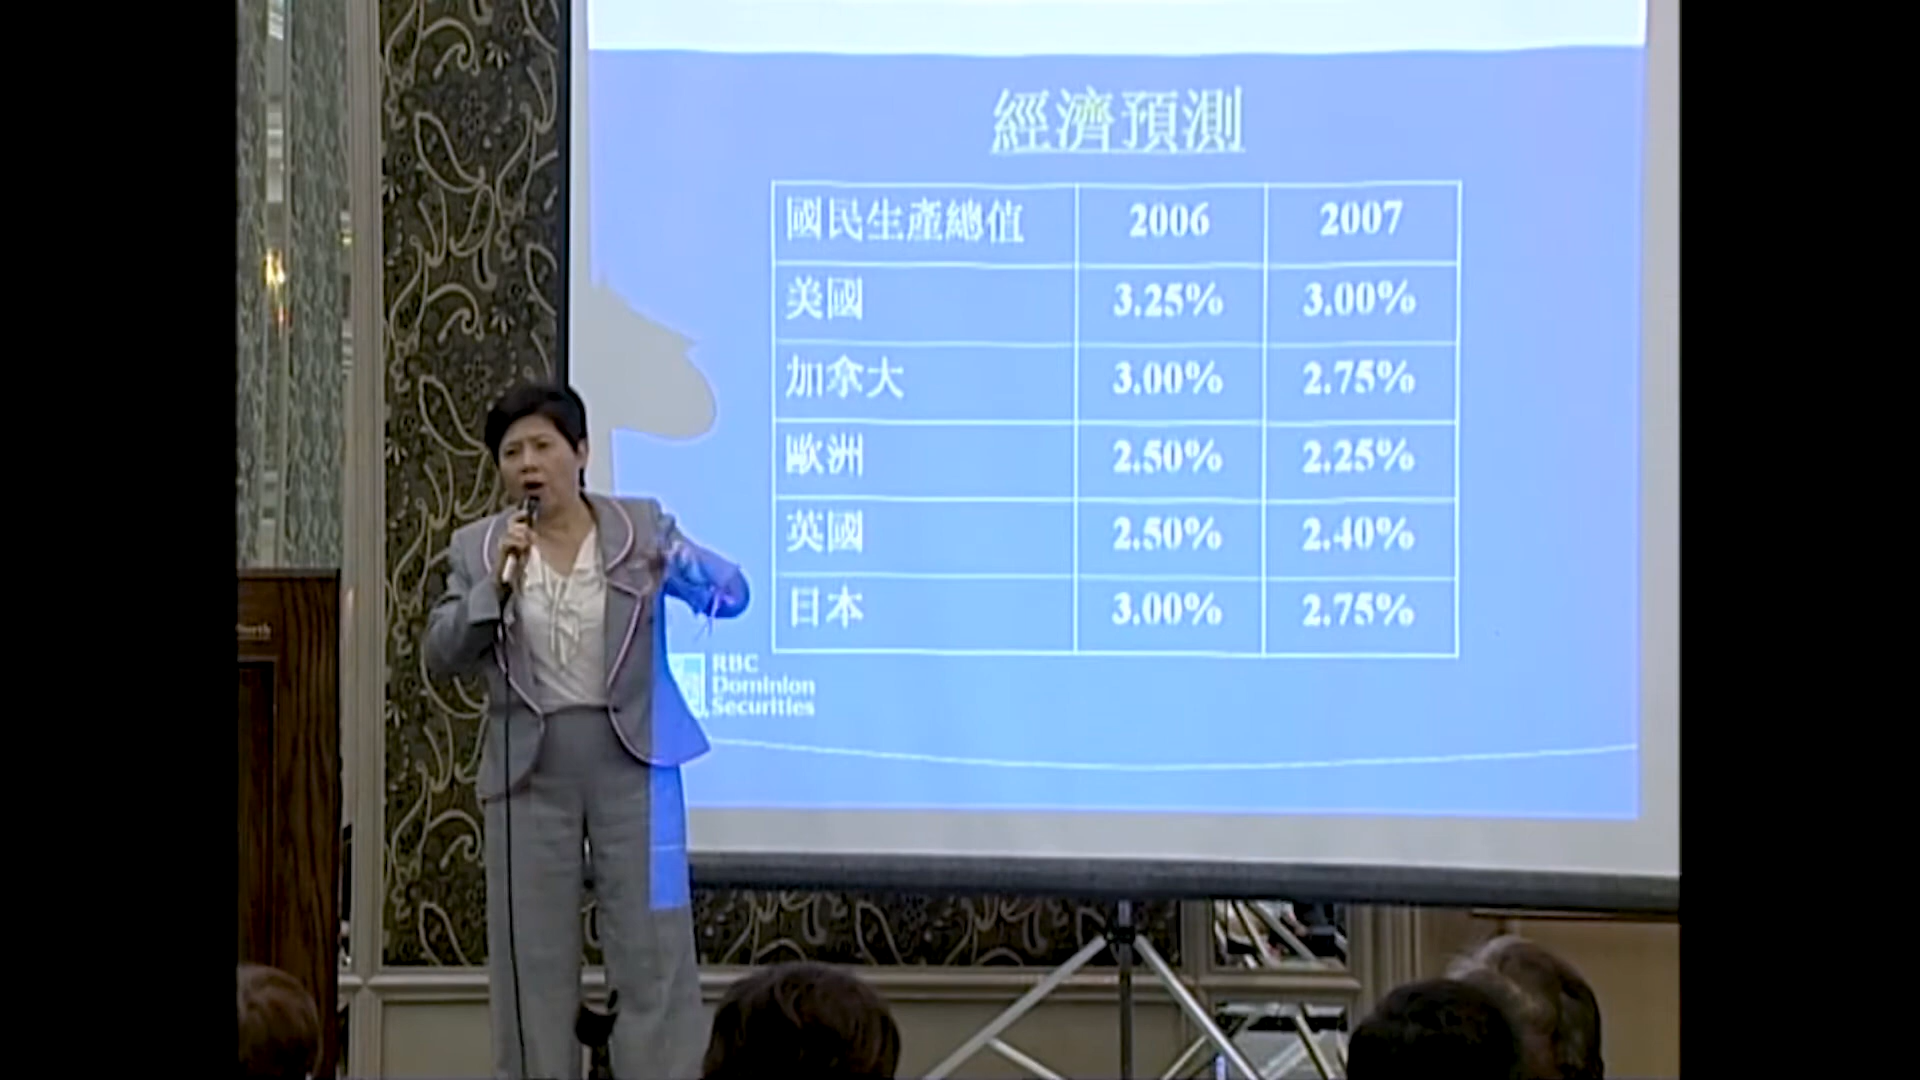 經濟預測
國民生產總值 2006 2007
美國 3.25% 3.00%
加拿大 3.00% 2.75%
歐洲 2.50% 2.25%
英國 2.50% 2.40%
日本 3.00% 2.75%
RBC
Dominion
Securities